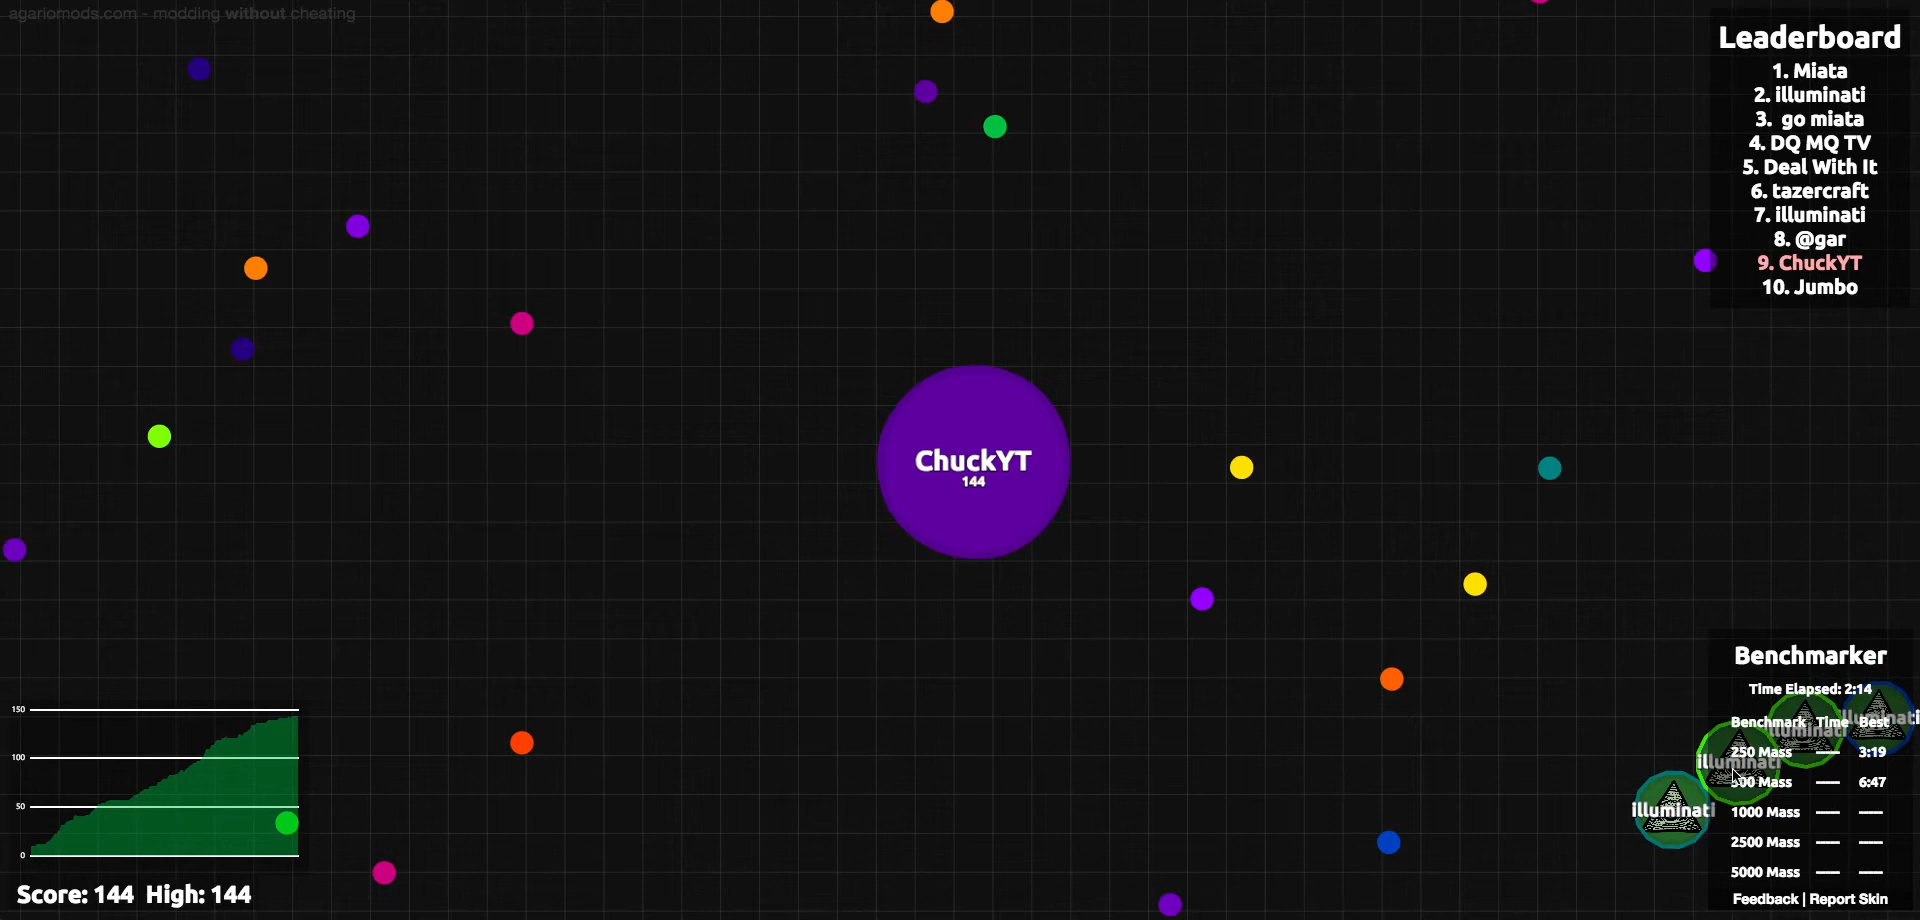 agariomods.com - modding without cheating
Leaderboard
1. Miata
2. illuminati
3. go miata
4. DQ MQ TV
5. Deal With It
6. tazercraft
7. illuminati
8. @gar
9. ChuckYT
10. Jumbo
ChuckYT
144
Benchmarker
Time Elapsed: 2:14
Benchmark Time Best
250 Mass —— 3:19
500 Mass —— 6:47
1000 Mass —— ——
2500 Mass —— ——
5000 Mass —— ——
Feedback | Report Skin
illuminati
illuminati
illuminati
illuminati
150
100
50
0
Score: 144 High: 144